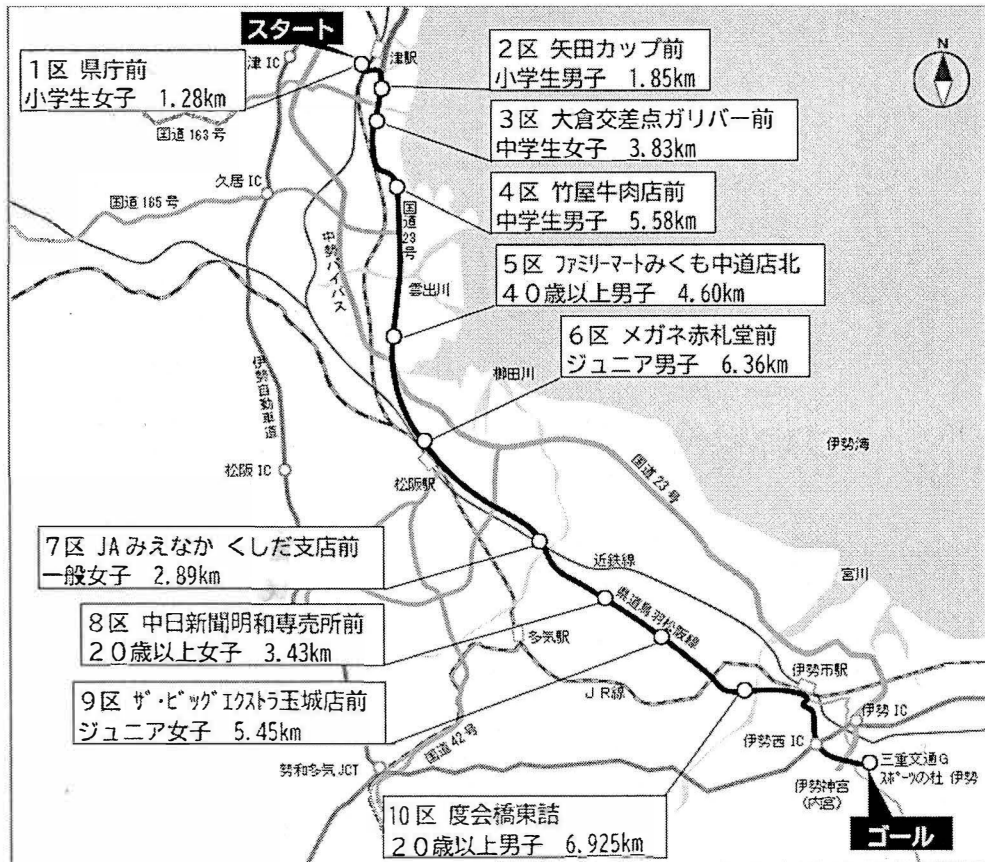 スタート
津駅
津IC
1区 県庁前
小学生女子 1.28km
2区 矢田カップ前
小学生男子 1.85km
N
国道163号
3区 大倉交差点ガリバー前
中学生女子 3.83km
久居IC
国道165号
4区 竹屋牛肉店前
中学生男子 5.58km
国道23号
中勢バイパス
雲出川
5区 ファミリーマートみくも中道店北
40歳以上男子 4.60km
6区 メガネ赤札堂前
ジュニア男子 6.36km
櫛田川
伊勢自動車道
伊勢湾
松阪IC
松阪駅
国道23号
7区 JAみえなか くしだ支店前
一般女子 2.89km
近鉄線
宮川
県道鳥羽松阪線
8区 中日新聞明和専売所前
20歳以上女子 3.43km
多気駅
伊勢市駅
9区 ザ・ビッグエクストラ玉城店前
ジュニア女子 5.45km
JR線
伊勢IC
国道42号
伊勢西IC
勢和多気JCT
三重交通G
スポーツの杜 伊勢
伊勢神宮
(内宮)
10区 度会橋東詰
20歳以上男子 6.925km
ゴール